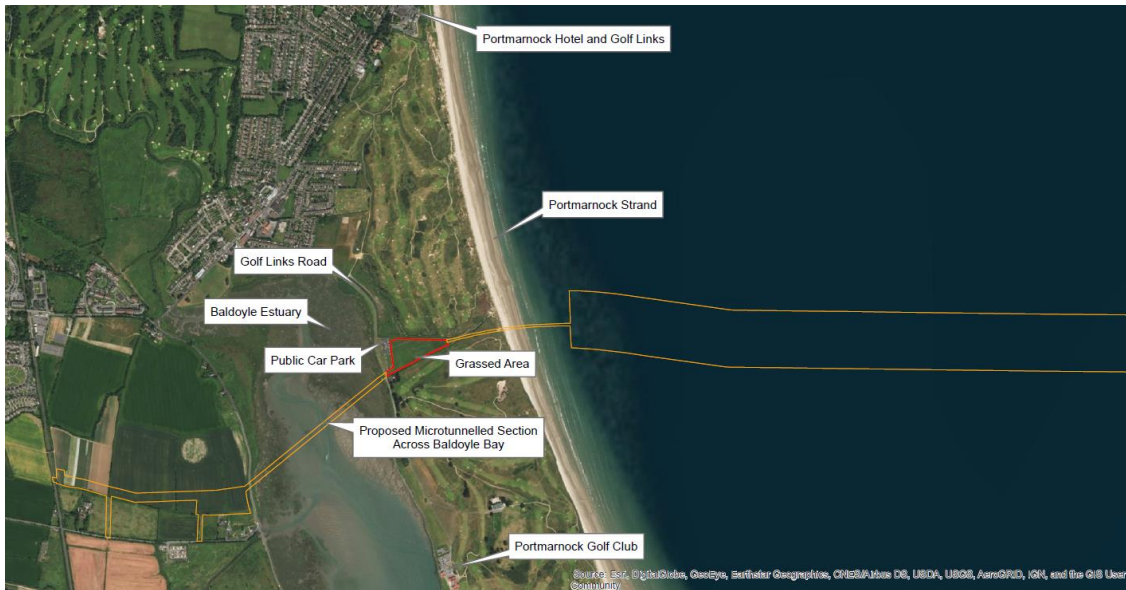 Portmarnock Hotel and Golf Links
Portmarnock Strand
Golf Links Road
Baldoyle Estuary
Public Car Park
Grassed Area
Proposed Microtunnelled Section
Across Baldoyle Bay
Portmarnock Golf Club
Source: Esri, DigitalGlobe, GeoEye, Earthstar Geographics, CNES/Airbus DS, USDA, USGS, AeroGRID, IGN, and the GIS User
Community